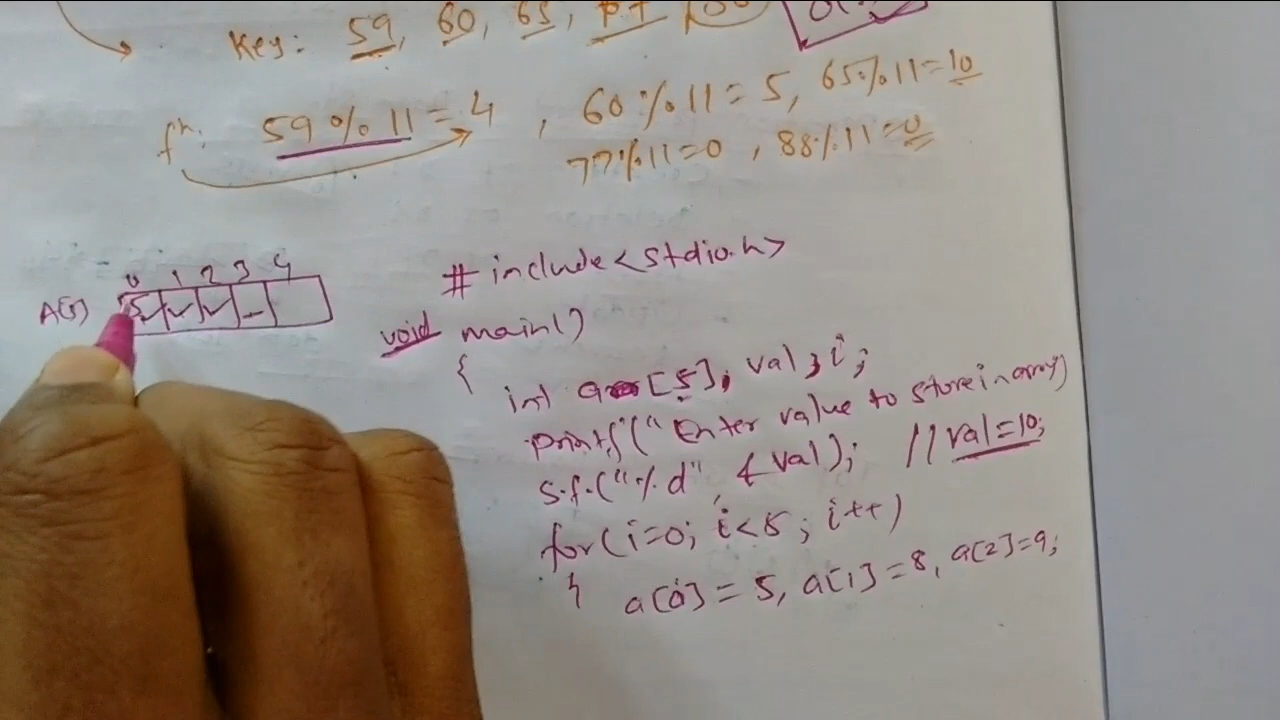 Key: 59, 60, 65,
fⁿ: 59 % 11 = 4 , 60 % 11 = 5, 65 % 11 = 10
77 % 11 = 0 , 88 % 11 = 0
0 1 2 3 4
A[5] 5
# include<stdio.h>
void main()
{
int a[5], val, i;
printf("Enter value to store in array)
s.f.("%d", &val); // val = 10;
for(i=0; i<5; i++)
{ a[0] = 5, a[1] = 8, a[2] = 9;